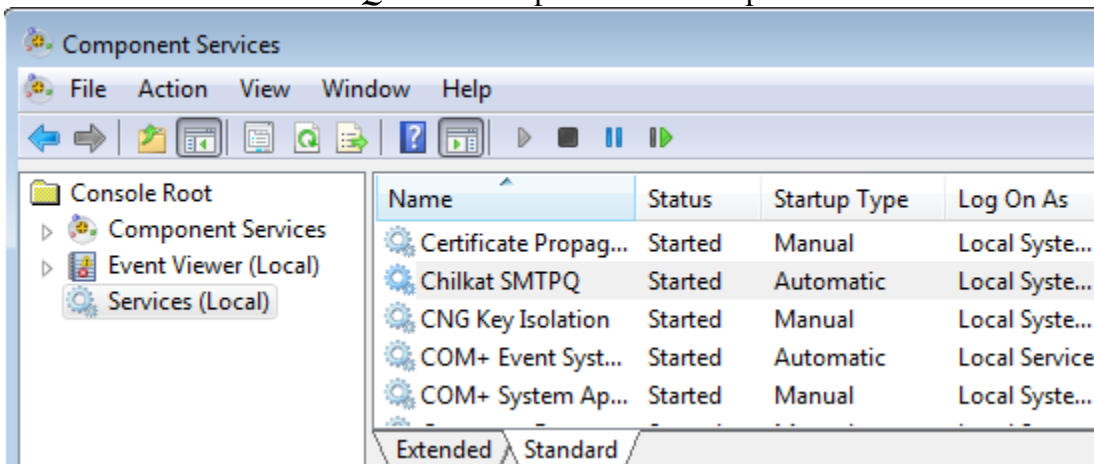 Component Services
File Action View Window Help
Console Root
Component Services
Event Viewer (Local)
Services (Local)
Name Status Startup Type Log On As
Certificate Propag... Started Manual Local Syste...
Chilkat SMTPQ Started Automatic Local Syste...
CNG Key Isolation Started Manual Local Syste...
COM+ Event Syst... Started Automatic Local Service
COM+ System Ap... Started Manual Local Syste...
Extended Standard